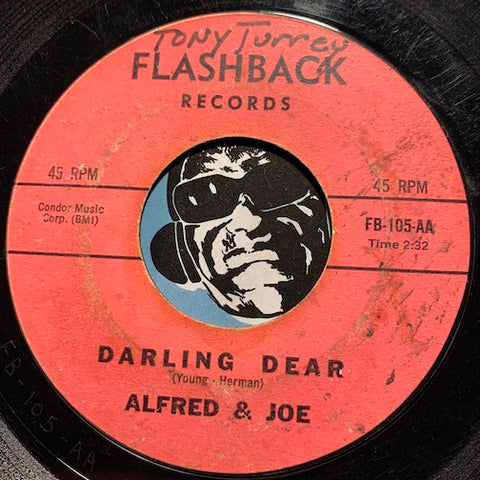 Tony Turrey
FLASHBACK
RECORDS
45 RPM
45 RPM
Condor Music
Corp. (BMI)
FB-105-AA
Time 2:32
DARLING DEAR
(Young - Herman)
ALFRED & JOE
FB-105-AA